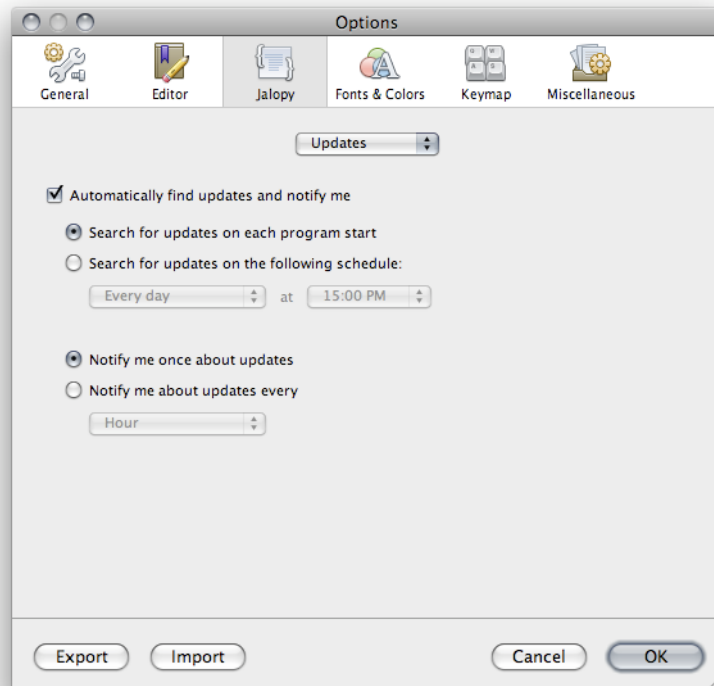 Options
General Editor Jalopy Fonts & Colors Keymap Miscellaneous
Updates
Automatically find updates and notify me
Search for updates on each program start
Search for updates on the following schedule:
Every day at 15:00 PM
Notify me once about updates
Notify me about updates every
Hour
Export Import Cancel OK